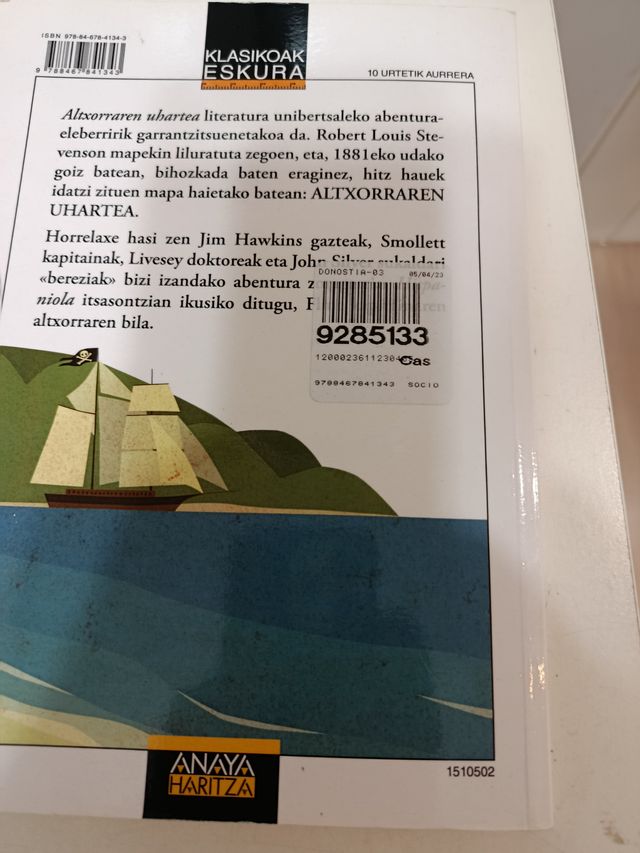 ISBN 978-84-678-4134-3
9 788467 841343
KLASIKOAK
ESKURA
10 URTETIK AURRERA
Altxorraren uhartea literatura unibertsaleko abentura-
eleberririk garrantzitsuenetakoa da. Robert Louis Ste-
venson mapekin liluratuta zegoen, eta, 1881eko udako
goiz batean, bihozkada baten eraginez, hitz hauek
idatzi zituen mapa haietako batean: ALTXORRAREN
UHARTEA.
Horrelaxe hasi zen Jim Hawkins gazteak, Smollett
kapitainak, Livesey doktoreak eta John Silver sukaldari
«bereziak» bizi izandako abentura
niola itsasontzian ikusiko ditugu,
altxorraren bila.
DONOSTIA-03 05/04/23
9285133
Cas
9788467841343 SOCIO
ANAYA
HARITZA
1510502